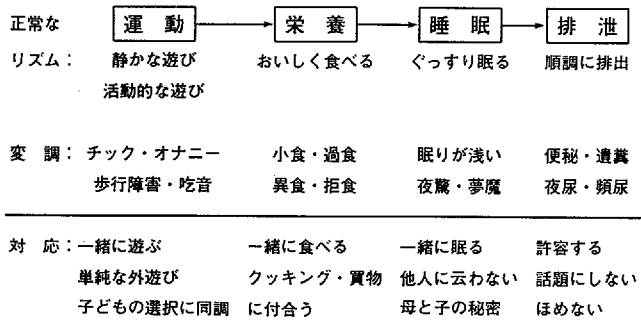 正常な 運動 栄養 睡眠 排泄
リズム： 静かな遊び おいしく食べる ぐっすり眠る 順調に排出
活動的な遊び
変調： チック・オナニー 小食・過食 眠りが浅い 便秘・遺糞
歩行障害・吃音 異食・拒食 夜驚・夢魔 夜尿・頻尿
対応： 一緒に遊ぶ 一緒に食べる 一緒に眠る 許容する
単純な外遊び クッキング・買物 他人に云わない 話題にしない
子どもの選択に同調 に付合う 母と子の秘密 ほめない